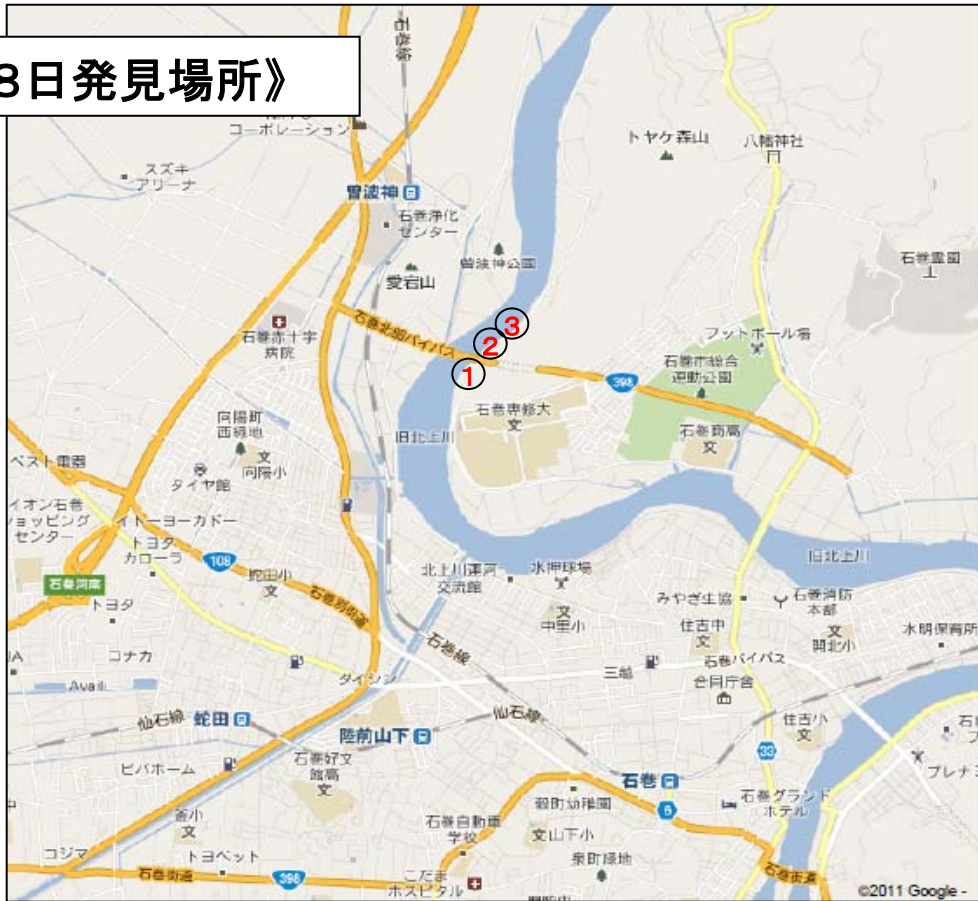 8日発見場所》
石巻線
コーポレーション
スズキ
アリーナ
トヤケ森山
八幡神社
曽波神
石巻浄化
センター
曽波神公園
愛宕山
石巻霊園
石巻赤十字
病院
石巻北部バイパス
3
2
1
フットボール場
石巻市総合
運動公園
398
石巻専修大
文
石巻商高
文
旧北上川
向陽町
西緑地
文
向陽小
ベスト電器
タイヤ館
イオン石巻
ショッピング
センター
イトーヨーカドー
トヨタ
カローラ
108
蛇田小
文
石巻別街道
石巻河南
トヨタ
北上川運河
交流館
水押球場
旧北上川
文
中里小
みやぎ生協
石巻消防
本部
住吉中
文
文
開北小
水明保育所
石巻線
コナカ
Avail
ダイシン
三越
石巻バイパス
合同庁舎
仙石線
蛇田
陸前山下
仙石線
住吉小
文
33
ビバホーム
石巻好文
館高
文
石巻
プレナミ
6
石巻グランド
ホテル
釜小
文
石巻自動車
学校
穀町幼稚園
文 山下小
泉町緑地
コジマ
トヨペット
石巻街道
398
こだま
ホスピタル
石巻街道
©2011 Google -